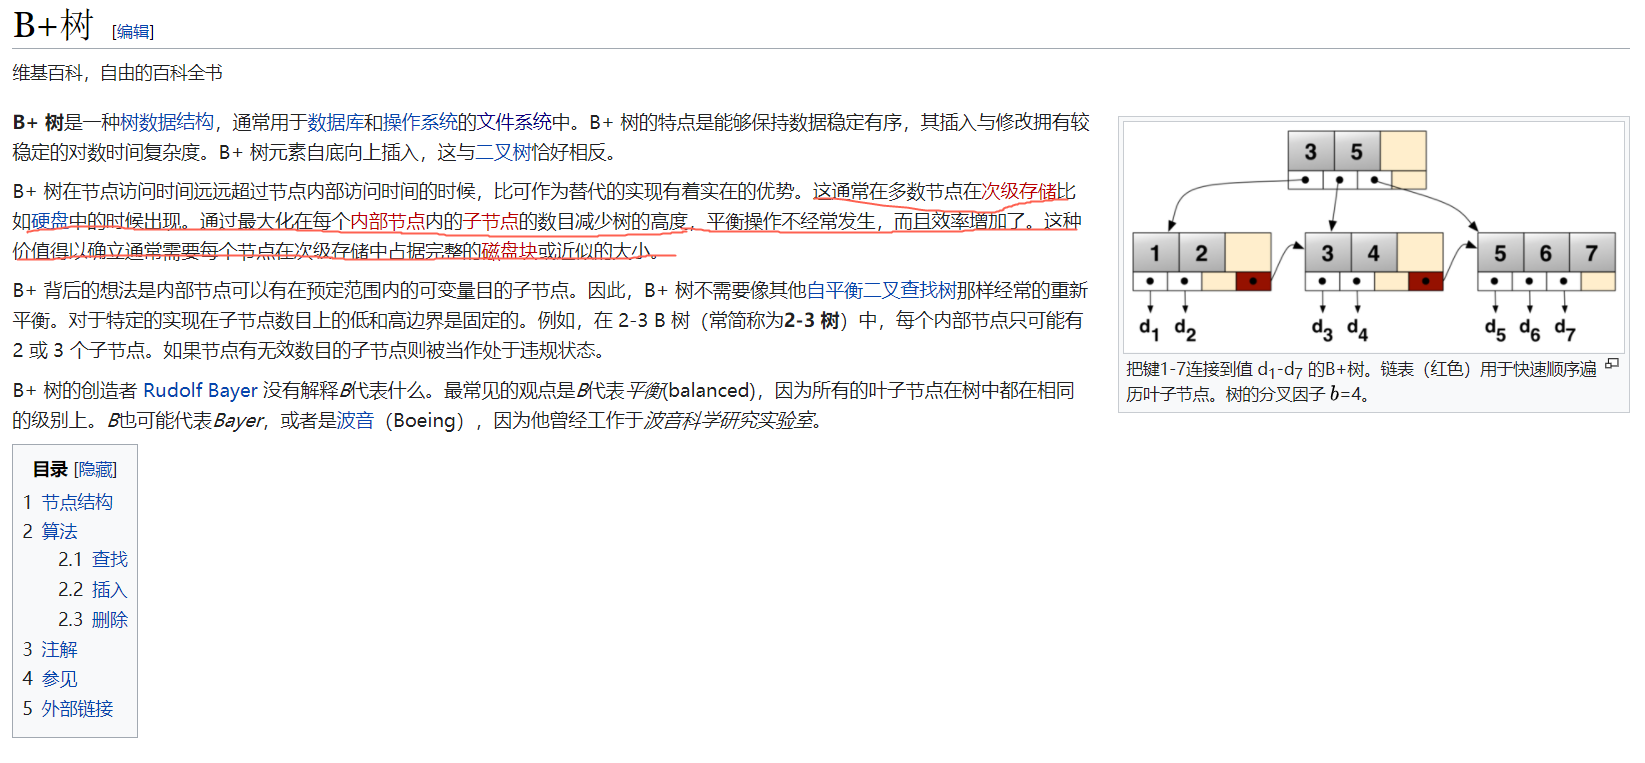 B+树 [编辑]
维基百科，自由的百科全书
B+ 树是一种树数据结构，通常用于数据库和操作系统的文件系统中。B+ 树的特点是能够保持数据稳定有序，其插入与修改拥有较
稳定的对数时间复杂度。B+ 树元素自底向上插入，这与二叉树恰好相反。
B+ 树在节点访问时间远远超过节点内部访问时间的时候，比可作为替代的实现有着实在的优势。这通常在多数节点在次级存储比
如硬盘中的时候出现。通过最大化在每个内部节点内的子节点的数目减少树的高度，平衡操作不经常发生，而且效率增加了。这种
价值得以确立通常需要每个节点在次级存储中占据完整的磁盘块或近似的大小。
B+ 背后的想法是内部节点可以有在预定范围内的可变量目的子节点。因此，B+ 树不需要像其他自平衡二叉查找树那样经常的重新
平衡。对于特定的实现在子节点数目上的低和高边界是固定的。例如，在 2-3 B 树（常简称为2-3 树）中，每个内部节点只可能有
2 或 3 个子节点。如果节点有无效数目的子节点则被当作处于违规状态。
B+ 树的创造者 Rudolf Bayer 没有解释B代表什么。最常见的观点是B代表平衡(balanced)，因为所有的叶子节点在树中都在相同
的级别上。B也可能代表Bayer，或者是波音（Boeing），因为他曾经工作于波音科学研究实验室。
目录 [隐藏]
1 节点结构
2 算法
2.1 查找
2.2 插入
2.3 删除
3 注解
4 参见
5 外部链接
3 5
1 2 3 4 5 6 7
d1 d2 d3 d4 d5 d6 d7
把键1-7连接到值 d1-d7 的B+树。链表（红色）用于快速顺序遍
历叶子节点。树的分叉因子 b=4。